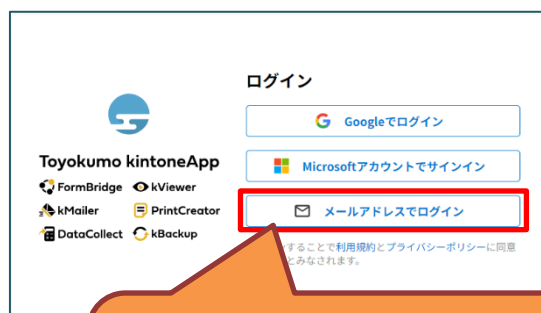 ログイン
Googleでログイン
Toyokumo kintoneApp
Microsoftアカウントでサインイン
FormBridge kViewer
kMailer PrintCreator
メールアドレスでログイン
DataCollect kBackup
することで利用規約とプライバシーポリシーに同意
とみなされます。